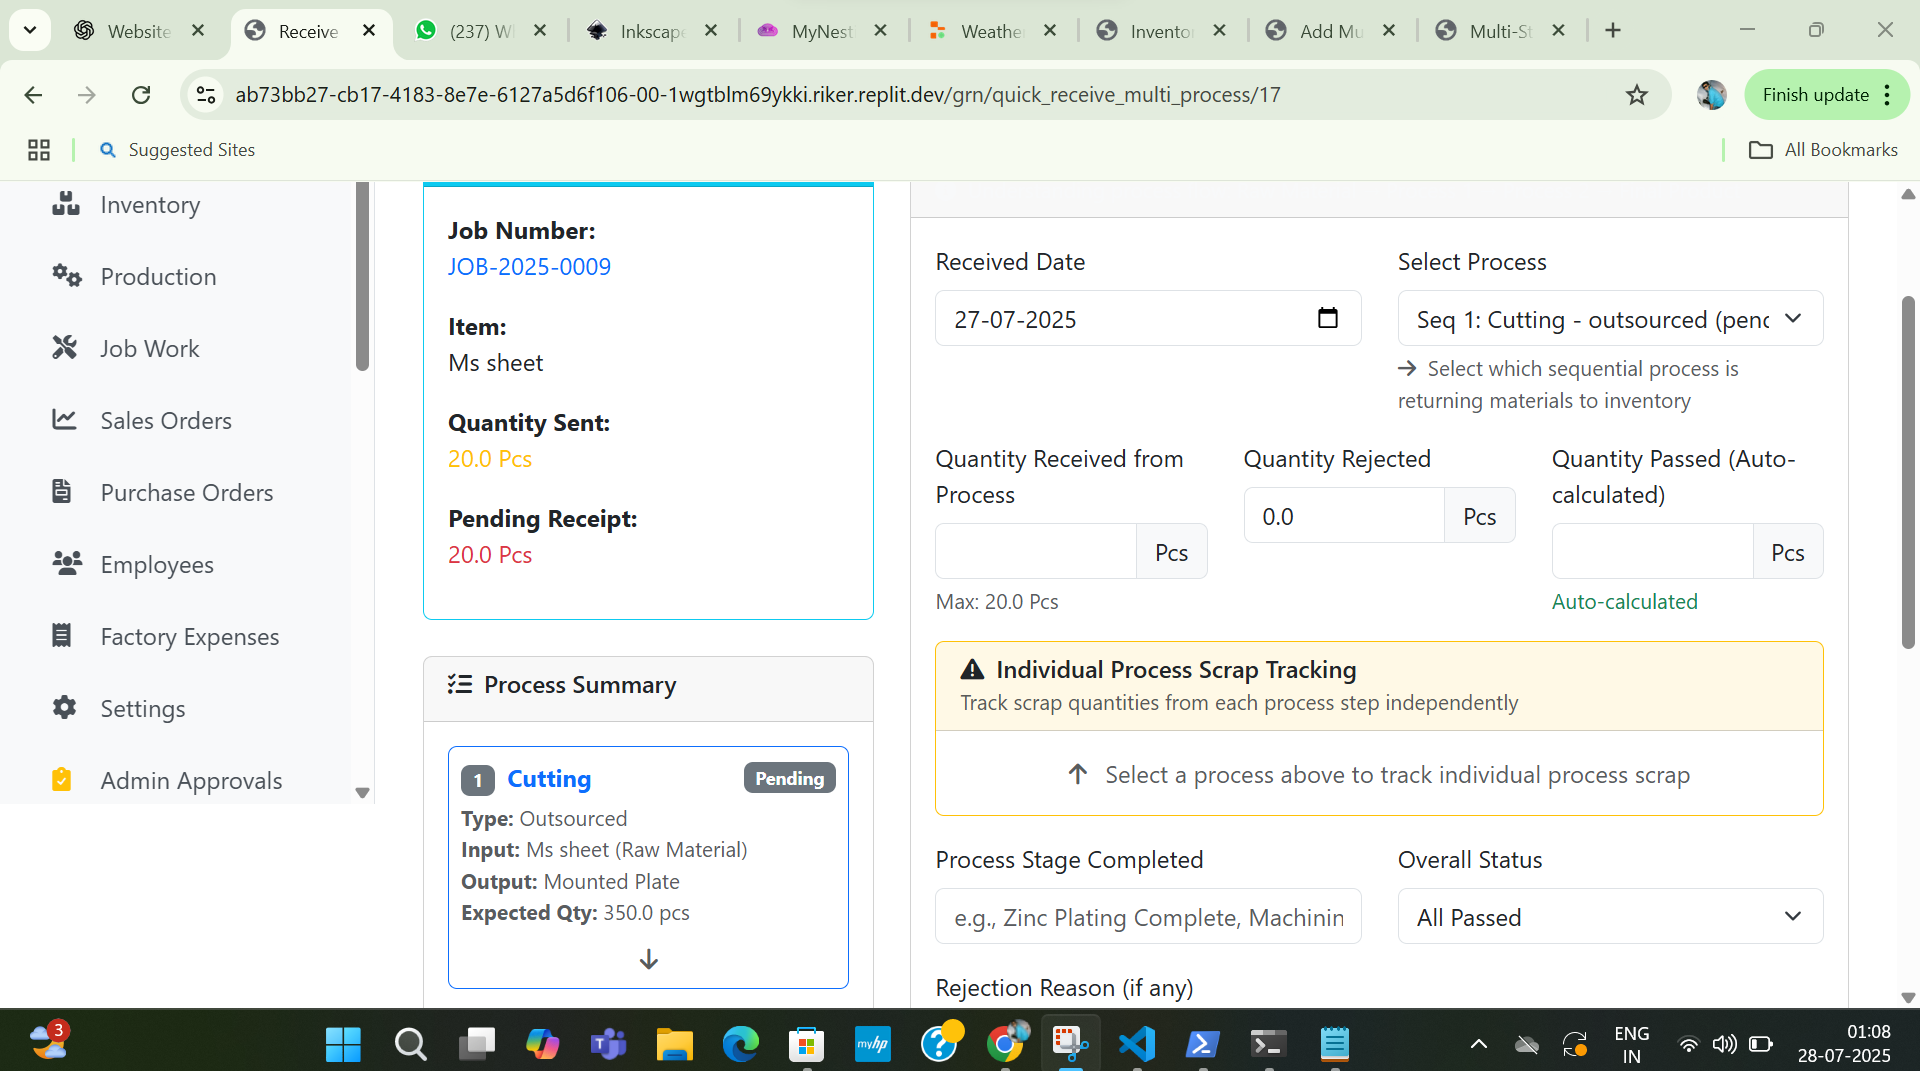 Website
Receive
(237) W
Inkscape
MyNest
Weathe
Invento
Add Mu
Multi-St
ab73bb27-cb17-4183-8e7e-6127a5d6f106-00-1wgtblm69ykki.riker.replit.dev/grn/quick_receive_multi_process/17
Finish update
Suggested Sites
All Bookmarks
Inventory
Production
Job Work
Sales Orders
Purchase Orders
Employees
Factory Expenses
Settings
Admin Approvals
Job Number:
JOB-2025-0009
Item:
Ms sheet
Quantity Sent:
20.0 Pcs
Pending Receipt:
20.0 Pcs
Process Summary
1 Cutting Pending
Type: Outsourced
Input: Ms sheet (Raw Material)
Output: Mounted Plate
Expected Qty: 350.0 pcs
Received Date
27-07-2025
Select Process
Seq 1: Cutting - outsourced (penc
Select which sequential process is
returning materials to inventory
Quantity Received from
Process
Pcs
Max: 20.0 Pcs
Quantity Rejected
0.0 Pcs
Quantity Passed (Auto-
calculated)
Pcs
Auto-calculated
Individual Process Scrap Tracking
Track scrap quantities from each process step independently
Select a process above to track individual process scrap
Process Stage Completed
e.g., Zinc Plating Complete, Machinin
Overall Status
All Passed
Rejection Reason (if any)
3
myhp
ENG
IN
01:08
28-07-2025